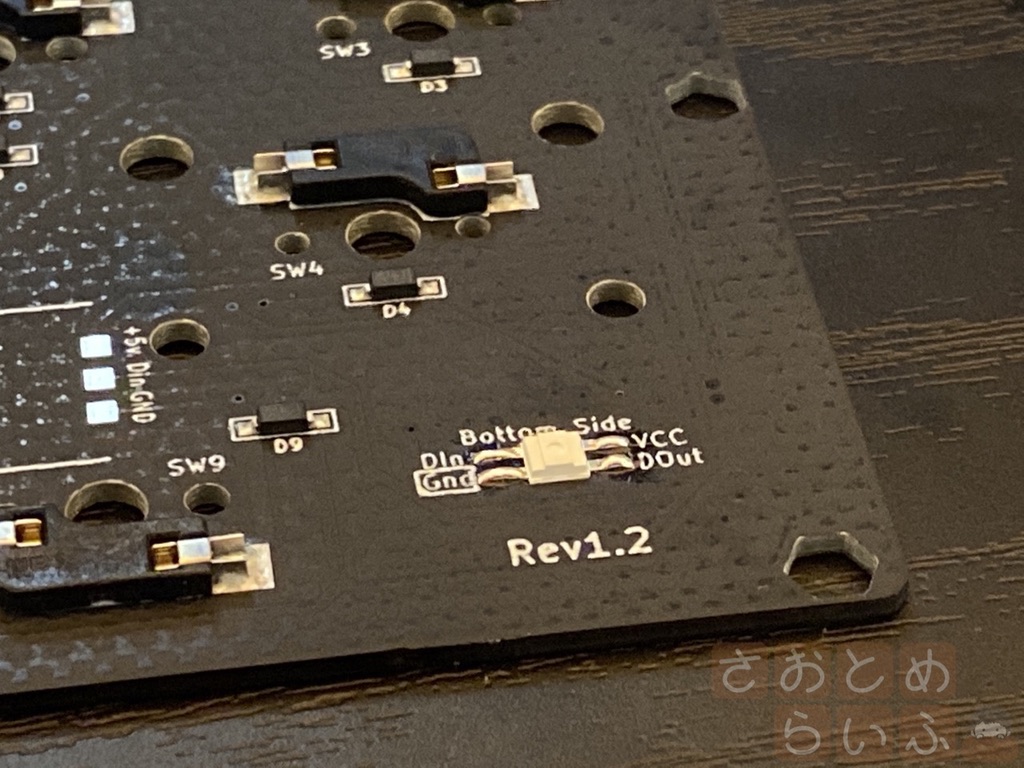 SW3
D3
SW4
D4
+5v Din GND
D9
SW9
Bottom Side
DIn
VCC
Gnd
DOut
Rev1.2
さおとめ
らいふ